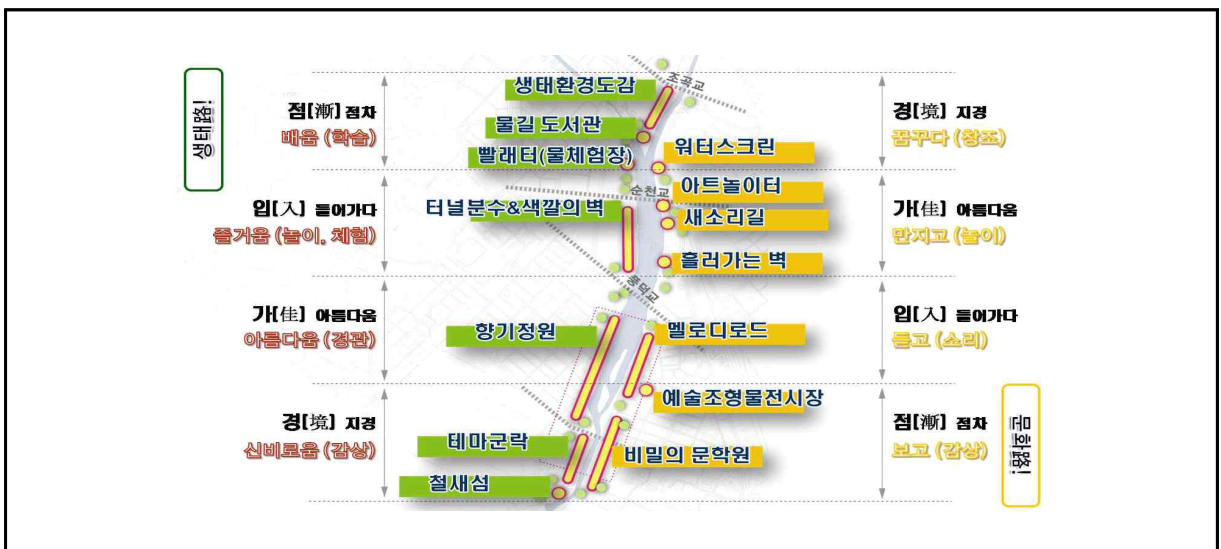 생태路!
점[漸] 점차
배움 (학습)
입[入] 들어가다
즐거움 (놀이, 체험)
가[佳] 아름다움
아름다움 (경관)
경[境] 지경
신비로움 (감상)
조곡교
생태환경도감
물길 도서관
빨래터(물체험장)
워터스크린
순천교
아트놀이터
터널분수&색깔의 벽
새소리길
흘러가는 벽
풍덕교
향기정원
멜로디로드
예술조형물전시장
테마군락
비밀의 문학원
철새섬
경[境] 지경
꿈꾸다 (창조)
가[佳] 아름다움
만지고 (놀이)
입[入] 들어가다
듣고 (소리)
점[漸] 점차
보고 (감상)
문화路!